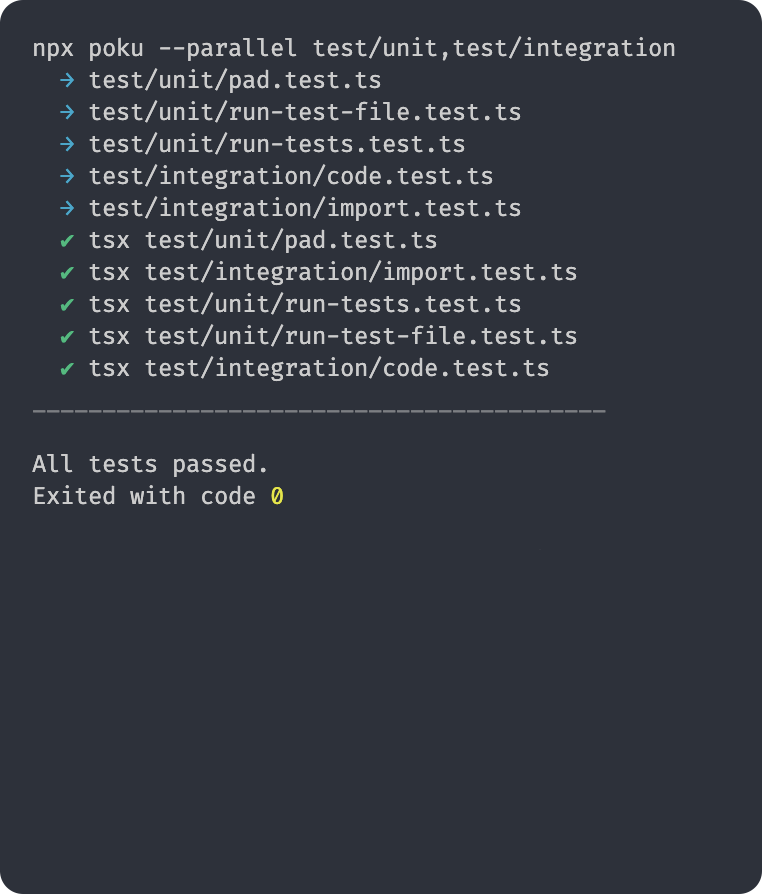 npx poku --parallel test/unit,test/integration
→ test/unit/pad.test.ts
→ test/unit/run-test-file.test.ts
→ test/unit/run-tests.test.ts
→ test/integration/code.test.ts
→ test/integration/import.test.ts
✔ tsx test/unit/pad.test.ts
✔ tsx test/integration/import.test.ts
✔ tsx test/unit/run-tests.test.ts
✔ tsx test/unit/run-test-file.test.ts
✔ tsx test/integration/code.test.ts
All tests passed.
Exited with code 0